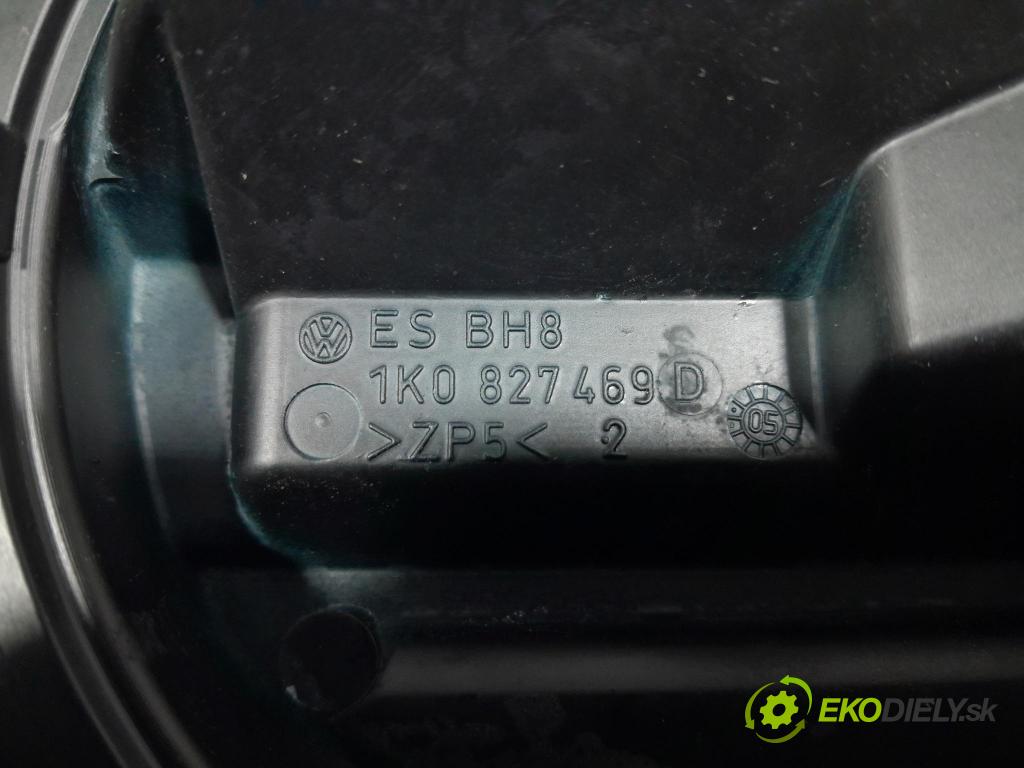 ES BH8
1K0 827 469 D
>ZP5< 2
05
EKODIELY.sk